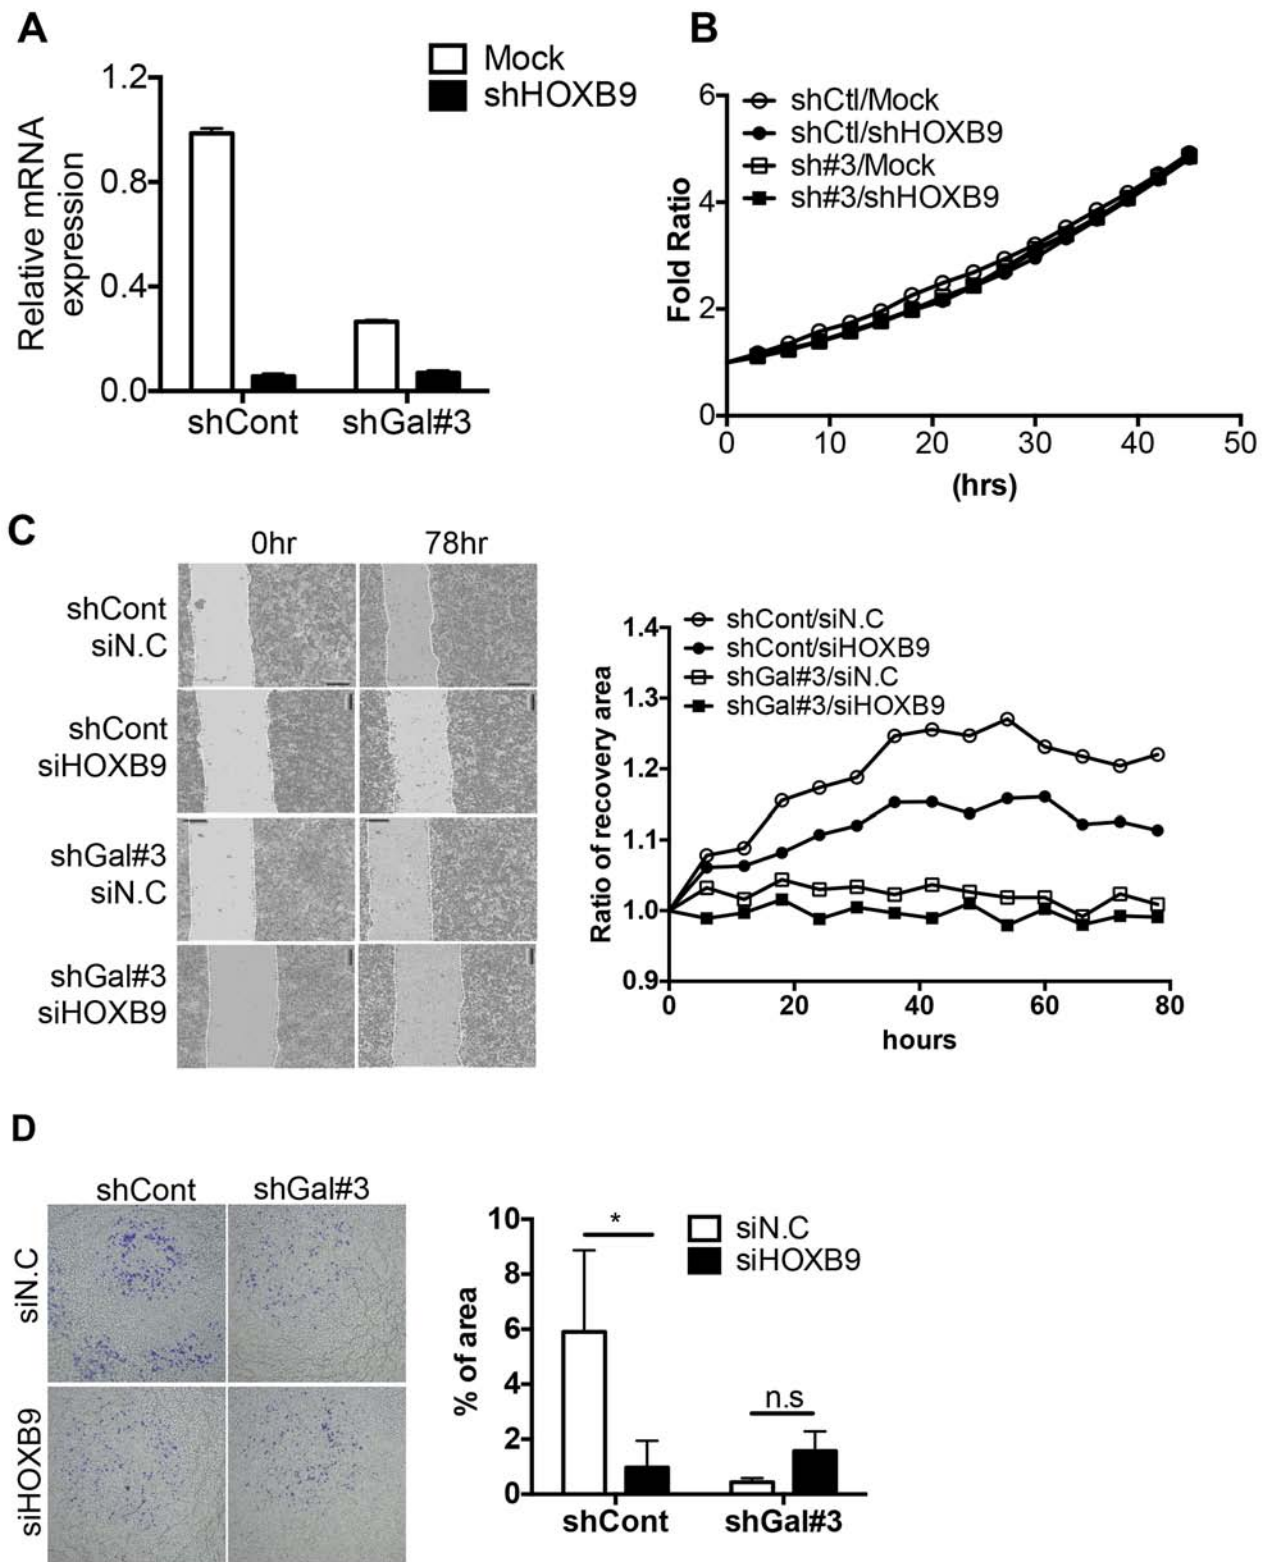 A
Mock
shHOXB9
Relative mRNA
expression
1.2
0.8
0.4
0.0
shCont
shGal#3
B
shCtl/Mock
shCtl/shHOXB9
sh#3/Mock
sh#3/shHOXB9
Fold Ratio
6
4
2
0
0
10
20
30
40
50
(hrs)
C
0hr
78hr
shCont
siN.C
shCont
siHOXB9
shGal#3
siN.C
shGal#3
siHOXB9
shCont/siN.C
shCont/siHOXB9
shGal#3/siN.C
shGal#3/siHOXB9
Ratio of recovery area
1.4
1.3
1.2
1.1
1.0
0.9
0
20
40
60
80
hours
D
shCont
shGal#3
siN.C
siHOXB9
% of area
10
8
6
4
2
0
*
n.s
siN.C
siHOXB9
shCont
shGal#3